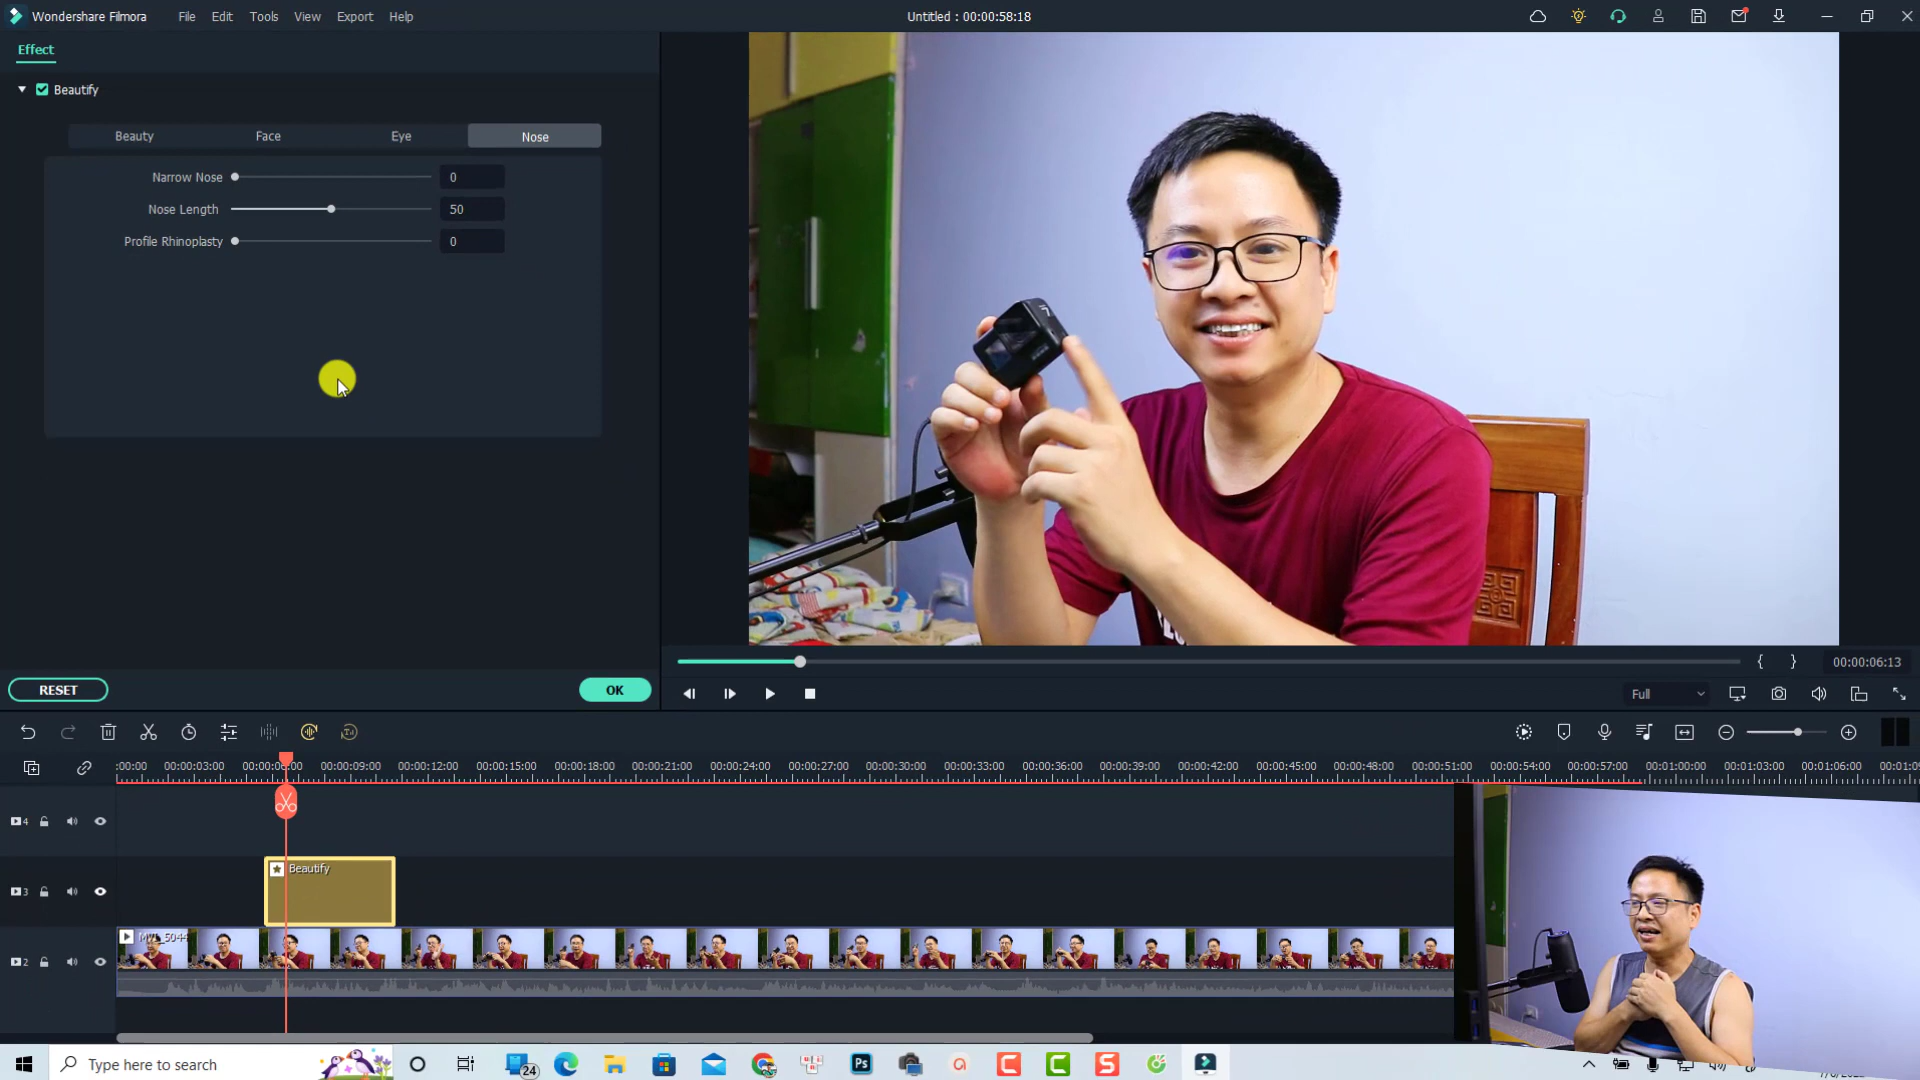 Wondershare Filmora File Edit Tools View Export Help Untitled : 00:00:58:18
Effect
Beautify
Beauty Face Eye Nose
Narrow Nose 0
Nose Length 50
Profile Rhinoplasty 0
7
RESET OK
00:00:06:13
Full
:00:00 00:00:03:00 00:00:09:00 00:00:12:00 00:00:15:00 00:00:18:00 00:00:21:00 00:00:24:00 00:00:27:00 00:00:30:00 00:00:33:00 00:00:36:00 00:00:39:00 00:00:42:00 00:00:45:00 00:00:48:00 00:00:51:00 00:00:54:00 00:00:57:00 00:01:00:00 00:01:03:00 00:01:06:00
4
3 Beautify
2
Type here to search 24 Ps